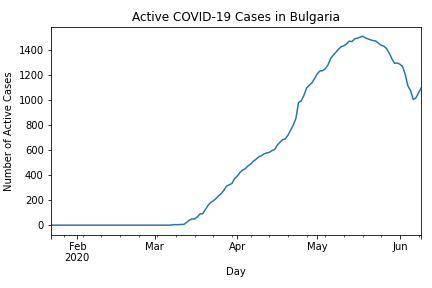 Active COVID-19 Cases in Bulgaria
Number of Active Cases
1400
1200
1000
800
600
400
200
0
Feb Mar Apr May Jun
2020
Day